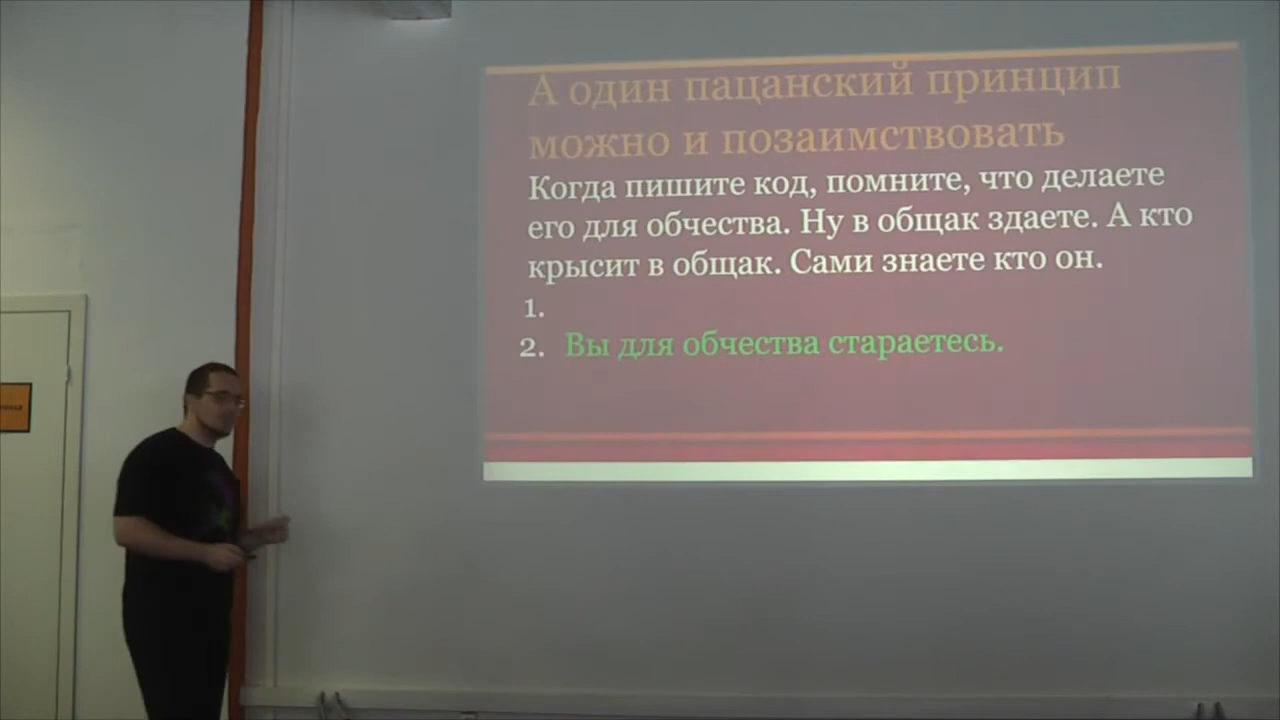 А один пацанский принцип
можно и позаимствовать
Когда пишите код, помните, что делаете
его для обчества. Ну в общак здаете. А кто
крысит в общак. Сами знаете кто он.
1.
2. Вы для обчества стараетесь.